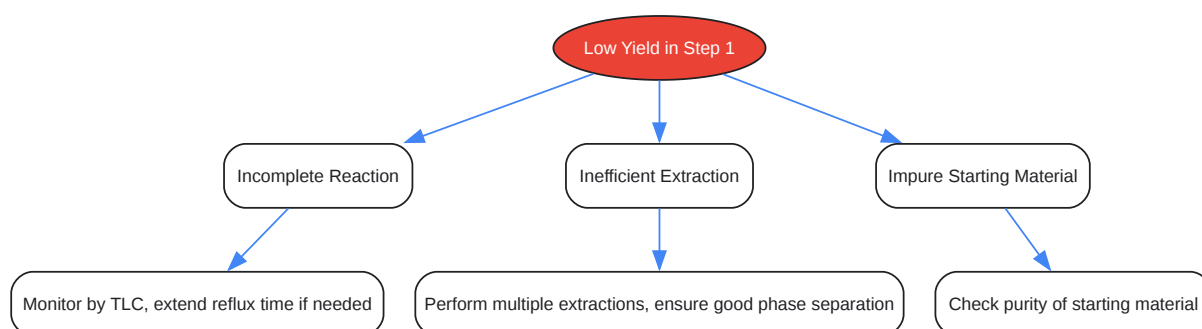 Low Yield in Step 1
Incomplete Reaction
Inefficient Extraction
Impure Starting Material
Monitor by TLC, extend reflux time if needed
Perform multiple extractions, ensure good phase separation
Check purity of starting material